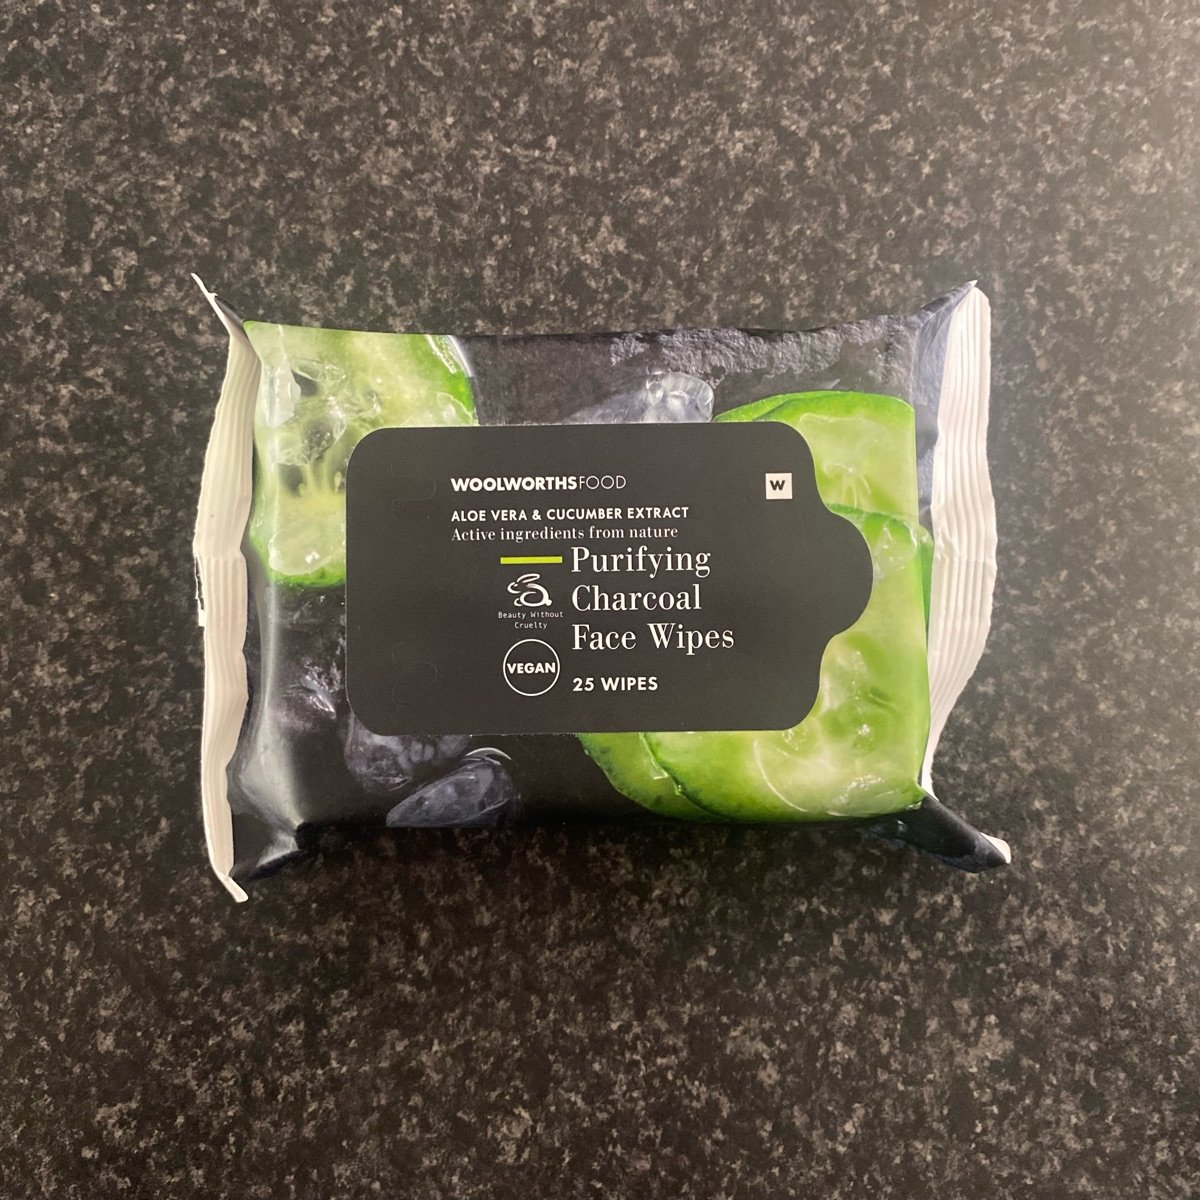 WOOLWORTHSFOOD
W
ALOE VERA & CUCUMBER EXTRACT
Active ingredients from nature
Purifying
Charcoal
Face Wipes
Beauty Without
Cruelty
VEGAN
25 WIPES